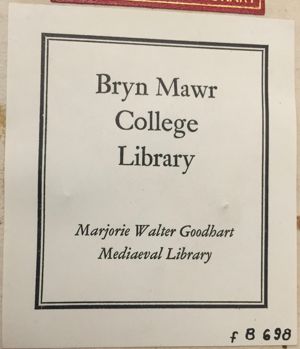 Bryn Mawr
College
Library
Marjorie Walter Goodhart
Mediaeval Library
f B 698